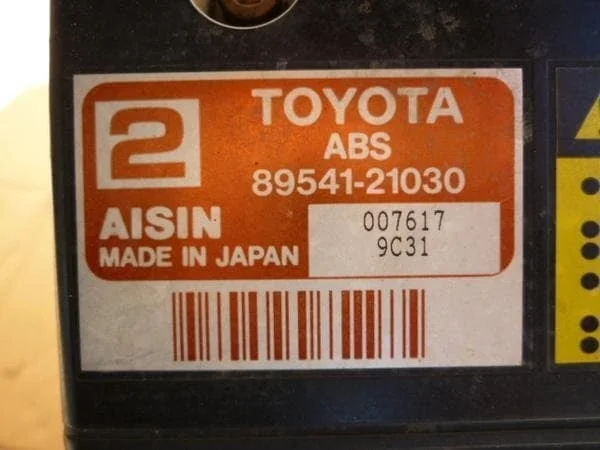 2
TOYOTA
ABS
89541-21030
AISIN
MADE IN JAPAN
007617
9C31